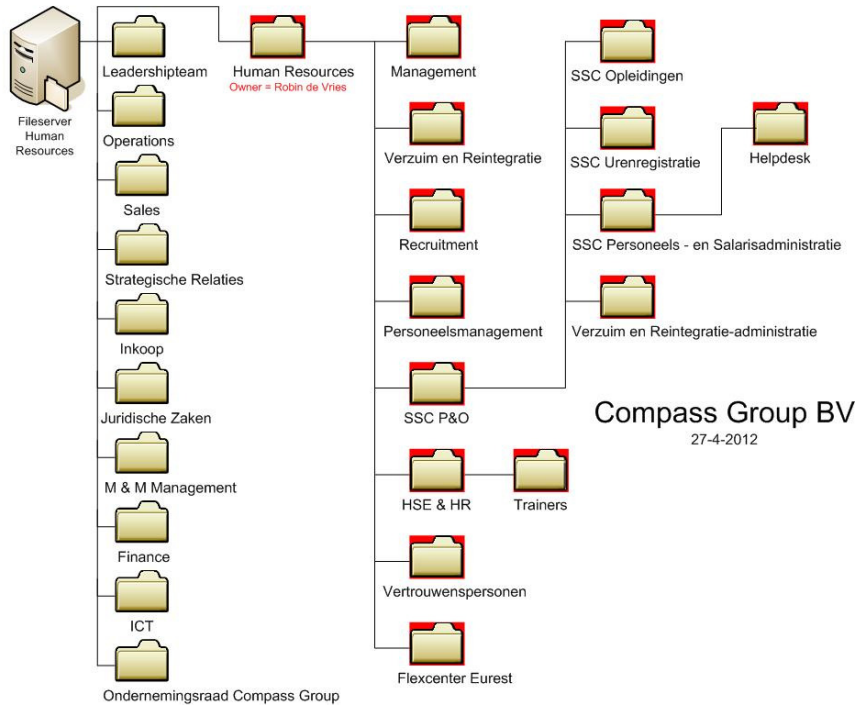 Fileserver
Human
Resources
Leadershipteam
Operations
Sales
Strategische Relaties
Inkoop
Juridische Zaken
M & M Management
Finance
ICT
Ondernemingsraad Compass Group
Human Resources
Owner = Robin de Vries
Management
Verzuim en Reintegratie
Recruitment
Personeelsmanagement
SSC P&O
HSE & HR
Trainers
Vertrouwenspersonen
Flexcenter Eurest
SSC Opleidingen
SSC Urenregistratie
SSC Personeels - en Salarisadministratie
Helpdesk
Verzuim en Reintegratie-administratie
Compass Group BV
27-4-2012